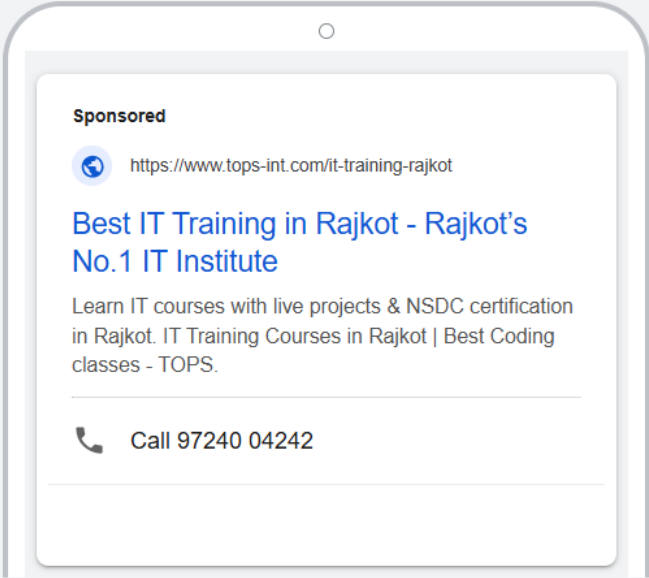 Sponsored
https://www.tops-int.com/it-training-rajkot
Best IT Training in Rajkot - Rajkot’s
No.1 IT Institute
Learn IT courses with live projects & NSDC certification
in Rajkot. IT Training Courses in Rajkot | Best Coding
classes - TOPS.
Call 97240 04242